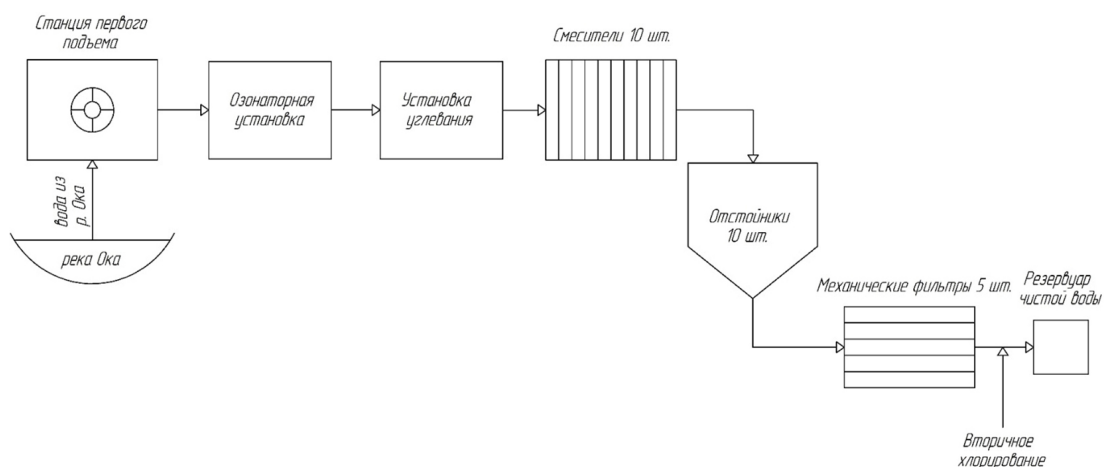 Станция первого
подъема
Озонаторная
установка
Установка
углевания
Смесители 10 шт.
вода из
р. Ока
река Ока
Отстойники
10 шт.
Механические фильтры 5 шт.
Резервуар
чистой воды
Вторичное
хлорирование